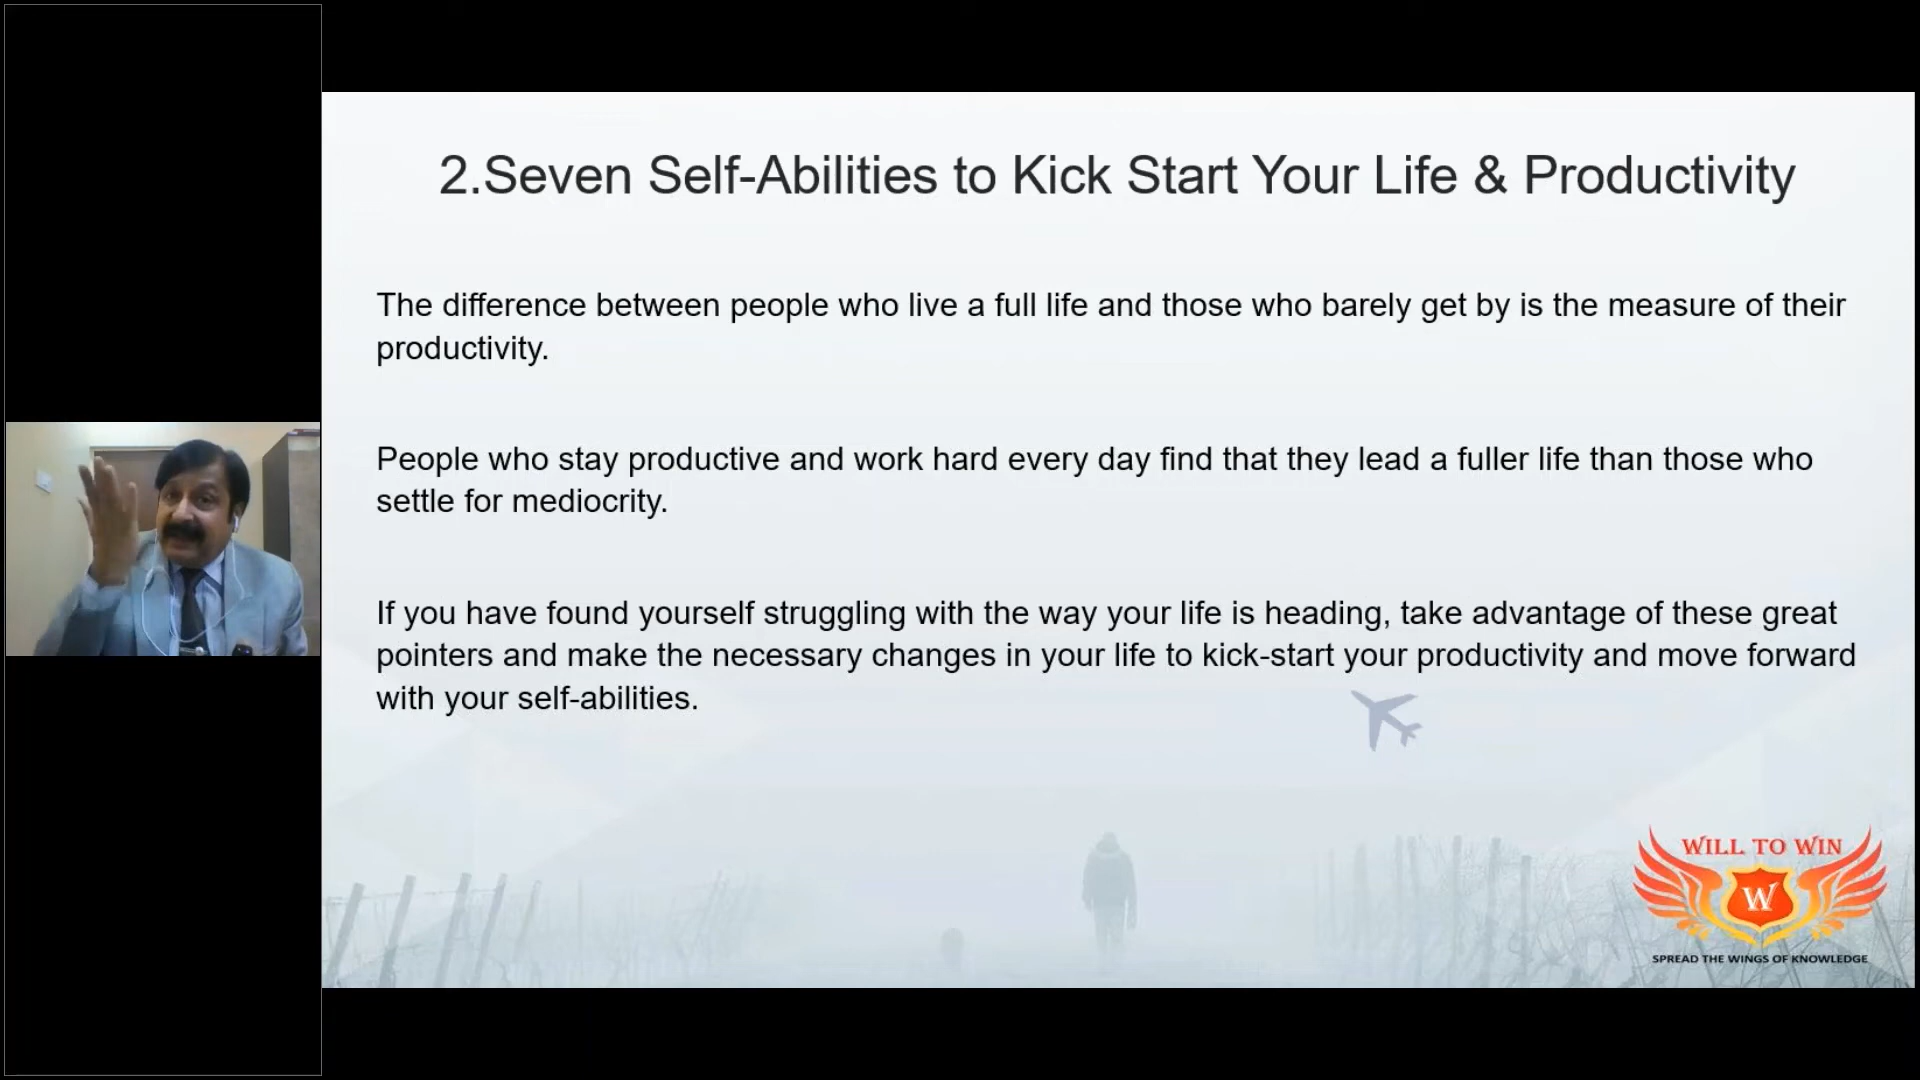 2.Seven Self-Abilities to Kick Start Your Life & Productivity
The difference between people who live a full life and those who barely get by is the measure of their
productivity.
People who stay productive and work hard every day find that they lead a fuller life than those who
settle for mediocrity.
If you have found yourself struggling with the way your life is heading, take advantage of these great
pointers and make the necessary changes in your life to kick-start your productivity and move forward
with your self-abilities.
WILL TO WIN
W
SPREAD THE WINGS OF KNOWLEDGE